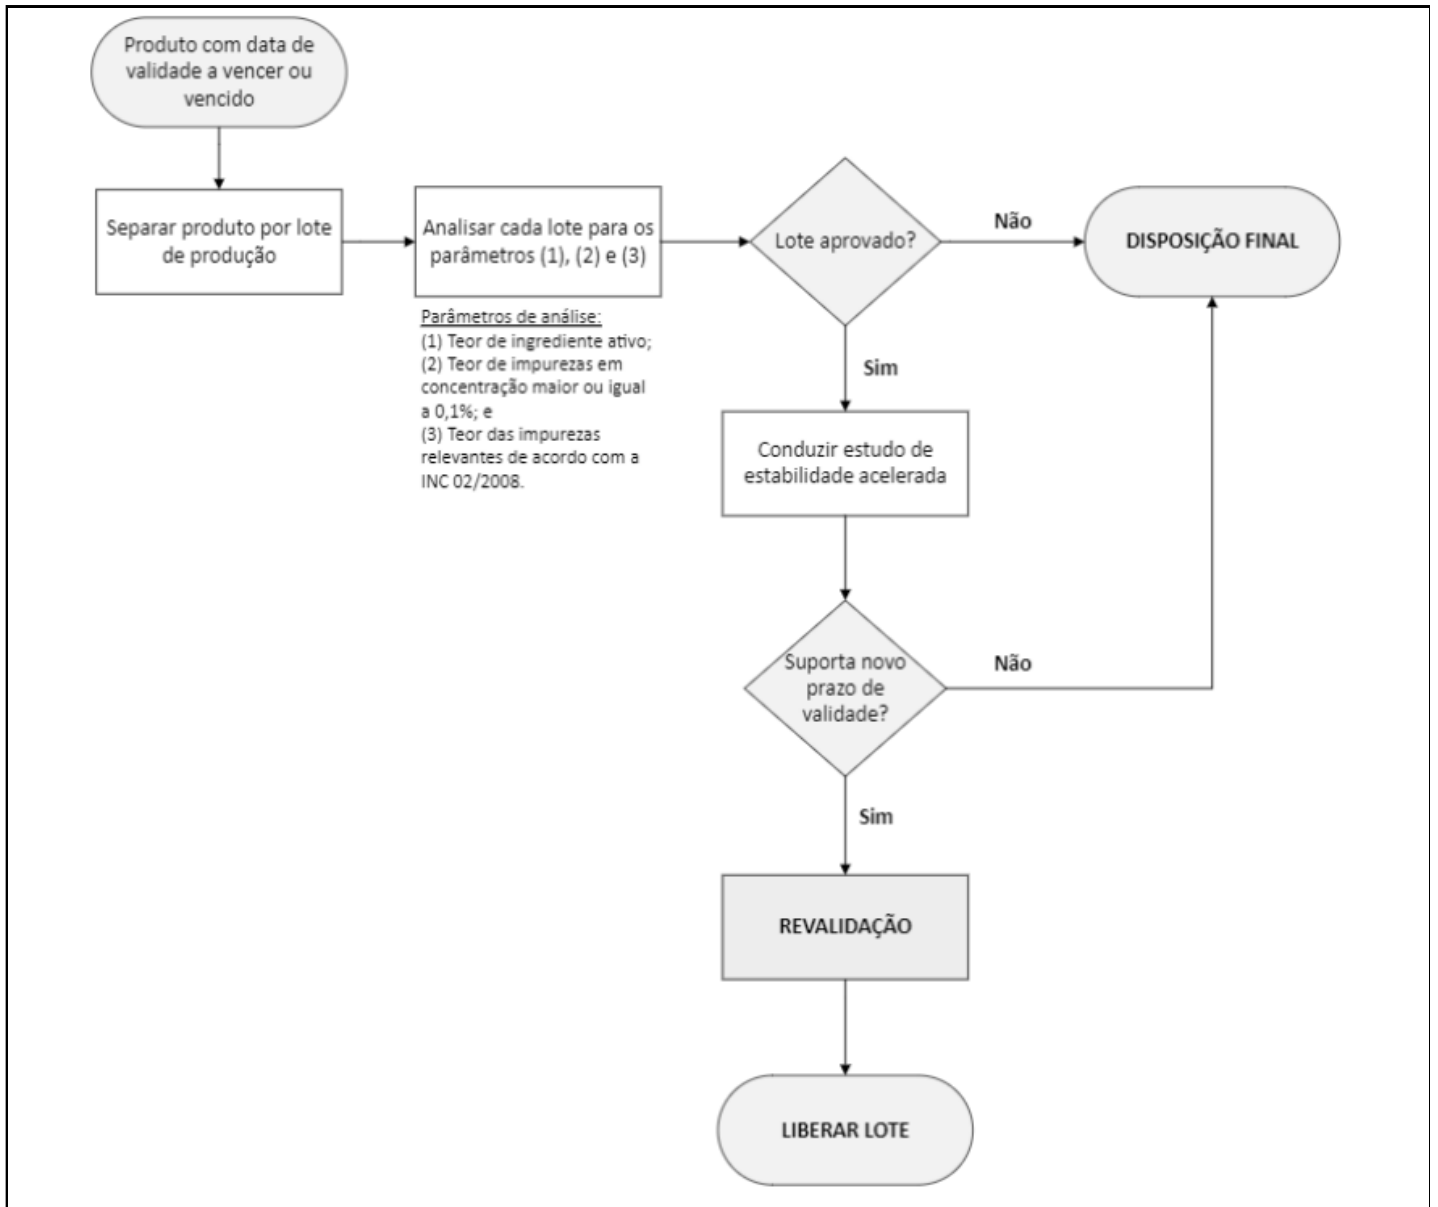 Produto com data de
validade a vencer ou
vencido
Separar produto por lote
de produção
Analisar cada lote para os
parâmetros (1), (2) e (3)
Parâmetros de análise:
(1) Teor de ingrediente ativo;
(2) Teor de impurezas em
concentração maior ou igual
a 0,1%; e
(3) Teor das impurezas
relevantes de acordo com a
INC 02/2008.
Lote aprovado?
Não
DISPOSIÇÃO FINAL
Sim
Conduzir estudo de
estabilidade acelerada
Suporta novo
prazo de
validade?
Não
Sim
REVALIDAÇÃO
LIBERAR LOTE